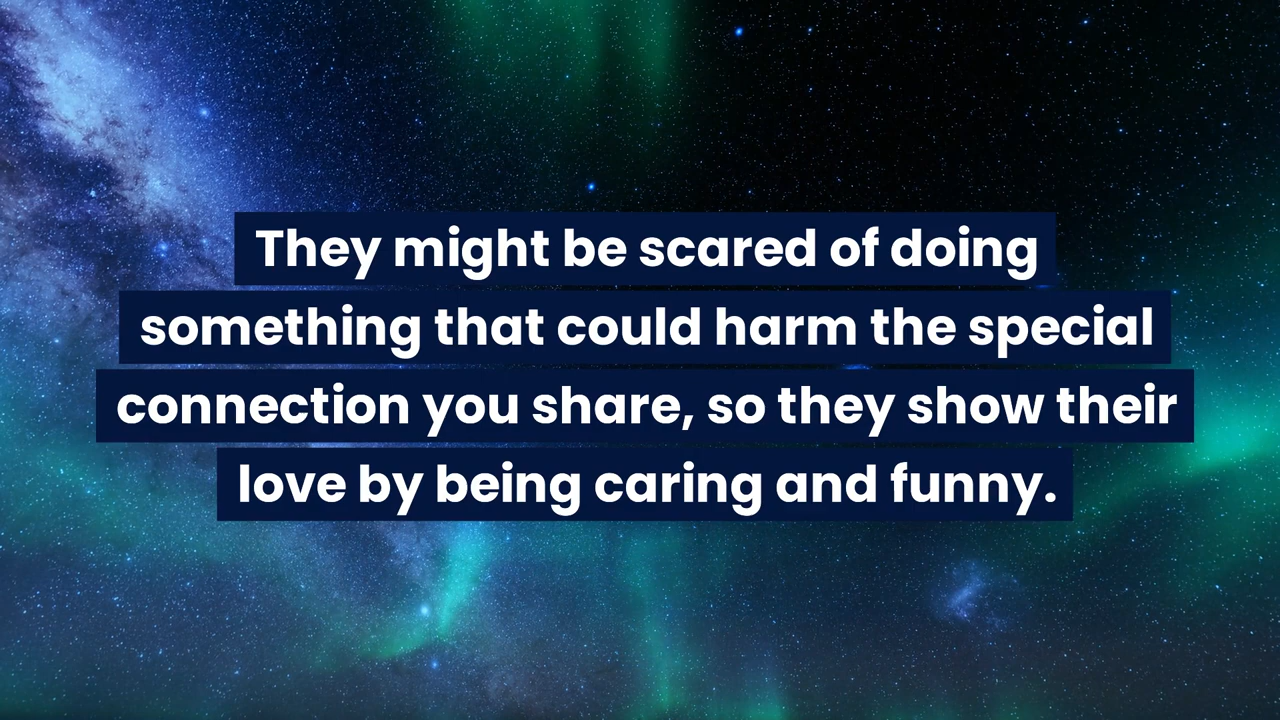 They might be scared of doing
something that could harm the special
connection you share, so they show their
love by being caring and funny.